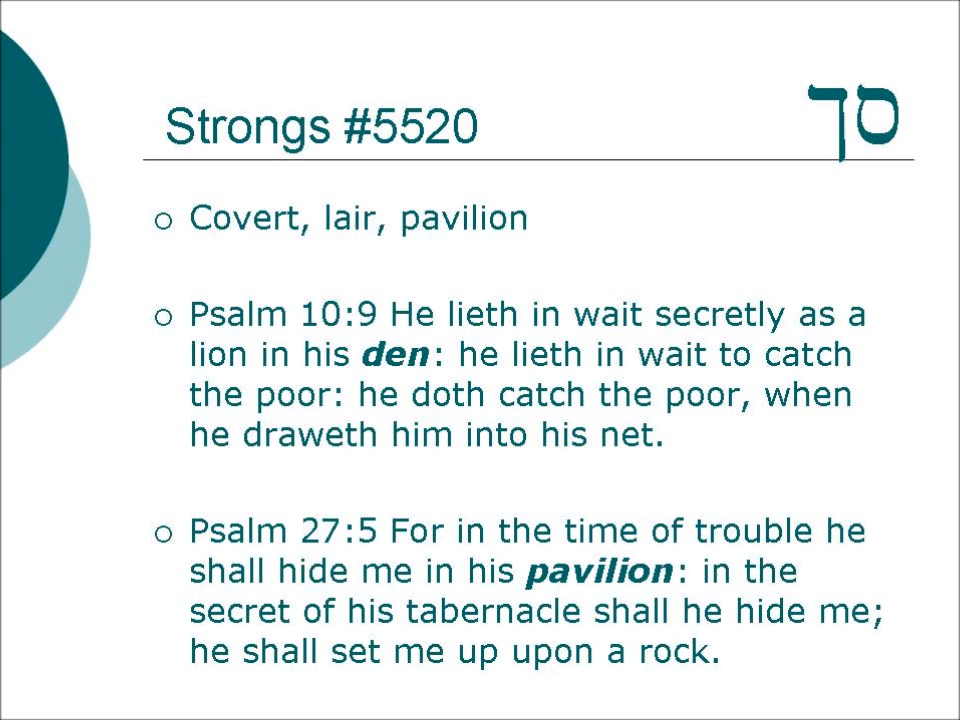 Strongs #5520 סך
Covert, lair, pavilion
Psalm 10:9 He lieth in wait secretly as a
lion in his den: he lieth in wait to catch
the poor: he doth catch the poor, when
he draweth him into his net.
Psalm 27:5 For in the time of trouble he
shall hide me in his pavilion: in the
secret of his tabernacle shall he hide me;
he shall set me up upon a rock.